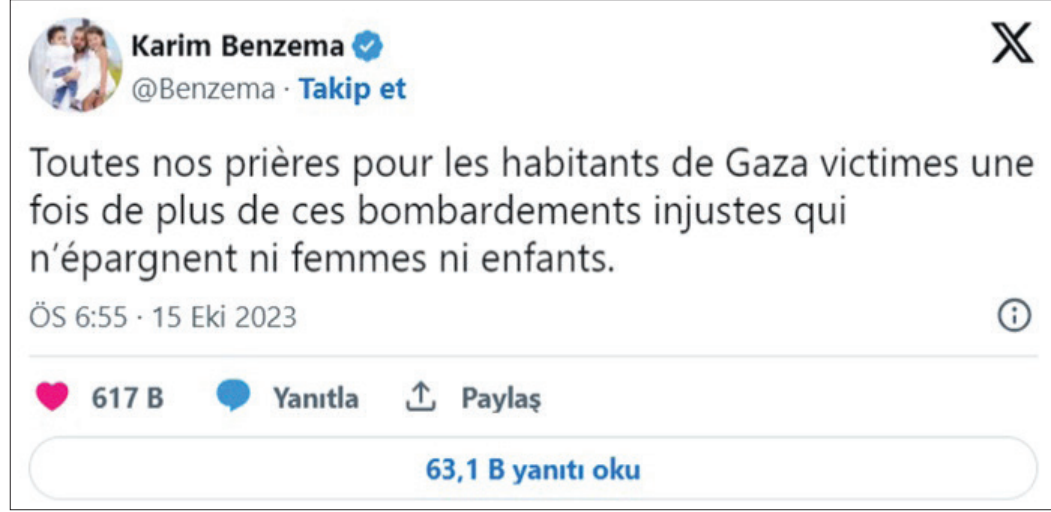 Karim Benzema
@Benzema · Takip et
Toutes nos prières pour les habitants de Gaza victimes une
fois de plus de ces bombardements injustes qui
n’épargnent ni femmes ni enfants.
ÖS 6:55 · 15 Eki 2023
617 B Yanıtla Paylaş
63,1 B yanıtı oku